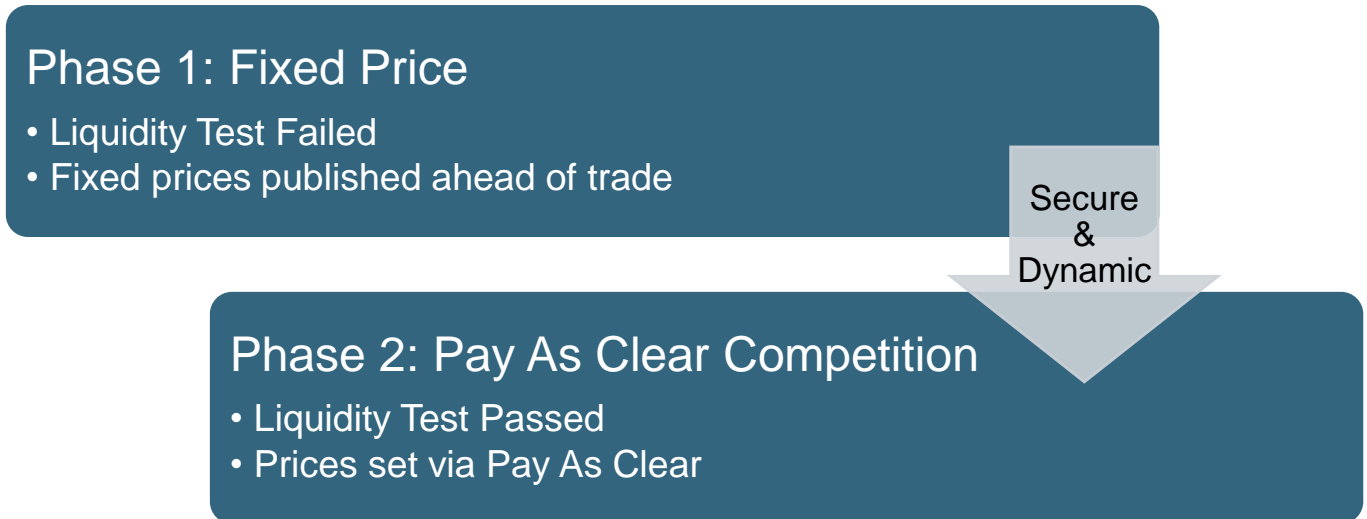 Phase 1: Fixed Price
• Liquidity Test Failed
• Fixed prices published ahead of trade
Secure
&
Dynamic
Phase 2: Pay As Clear Competition
• Liquidity Test Passed
• Prices set via Pay As Clear